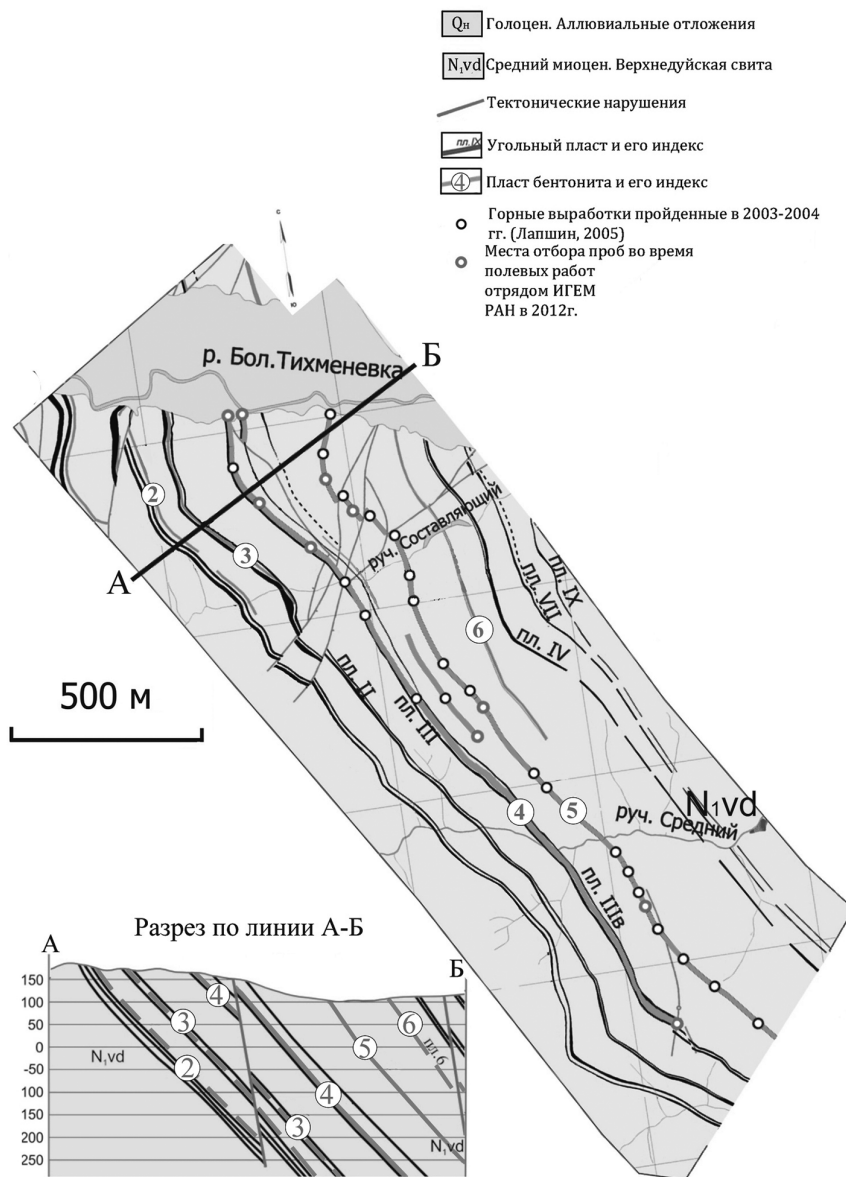 Qн Голоцен. Аллювиальные отложения
N₁vd Средний миоцен. Верхнедуйская свита
Тектонические нарушения
пл.IX Угольный пласт и его индекс
4 Пласт бентонита и его индекс
Горные выработки пройденные в 2003-2004
гг. (Лапшин, 2005)
Места отбора проб во время
полевых работ
отрядом ИГЕМ
РАН в 2012г.
с
ю
р. Бол.Тихменевка
Б
2
руч. Составляющий
3
А
пл. IX
пл. VII
6
пл. IV
пл. II
500 м
пл. III
N₁vd
4
5
руч. Средний
пл. IIIв
Разрез по линии А-Б
А
Б
150
100
50
0
-50
100
150
200
250
4
3
6
5
пл.6
N₁vd
2
4
3
N₁vd